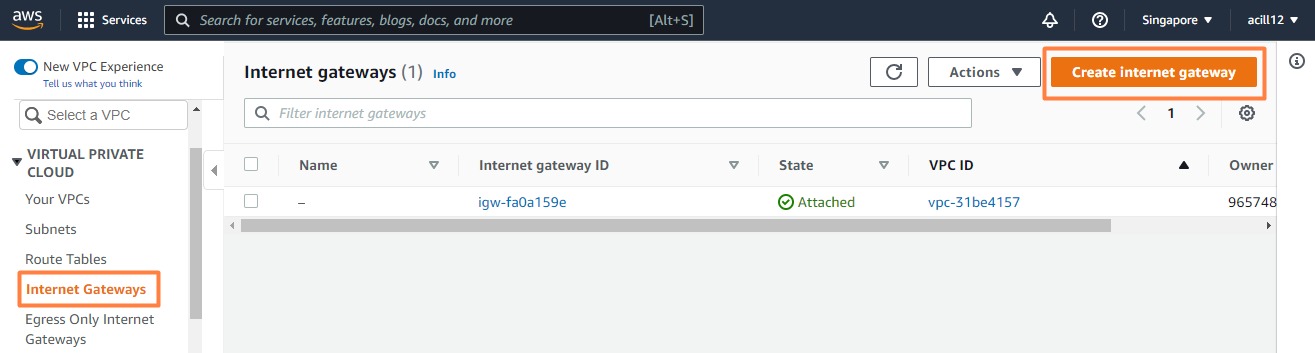 aws Services Search for services, features, blogs, docs, and more [Alt+S] Singapore ▼ acill12 ▼
New VPC Experience
Tell us what you think
Select a VPC
VIRTUAL PRIVATE
CLOUD
Your VPCs
Subnets
Route Tables
Internet Gateways
Egress Only Internet
Gateways
Internet gateways (1) Info
Actions ▼
Create internet gateway
Filter internet gateways
1
Name Internet gateway ID State VPC ID Owner
– igw-fa0a159e Attached vpc-31be4157 965748